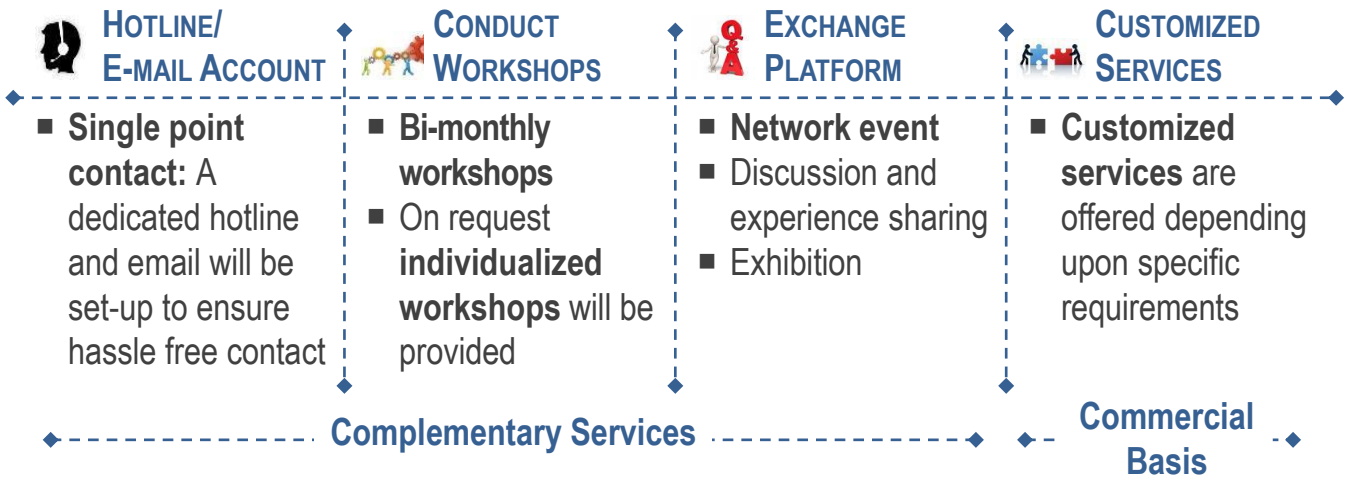 HOTLINE/
E-MAIL ACCOUNT
■ Single point
contact: A
dedicated hotline
and email will be
set-up to ensure
hassle free contact
CONDUCT
WORKSHOPS
■ Bi-monthly
workshops
■ On request
individualized
workshops will be
provided
Q
&
A
EXCHANGE
PLATFORM
■ Network event
■ Discussion and
experience sharing
■ Exhibition
CUSTOMIZED
SERVICES
■ Customized
services are
offered depending
upon specific
requirements
Complementary Services
Commercial
Basis